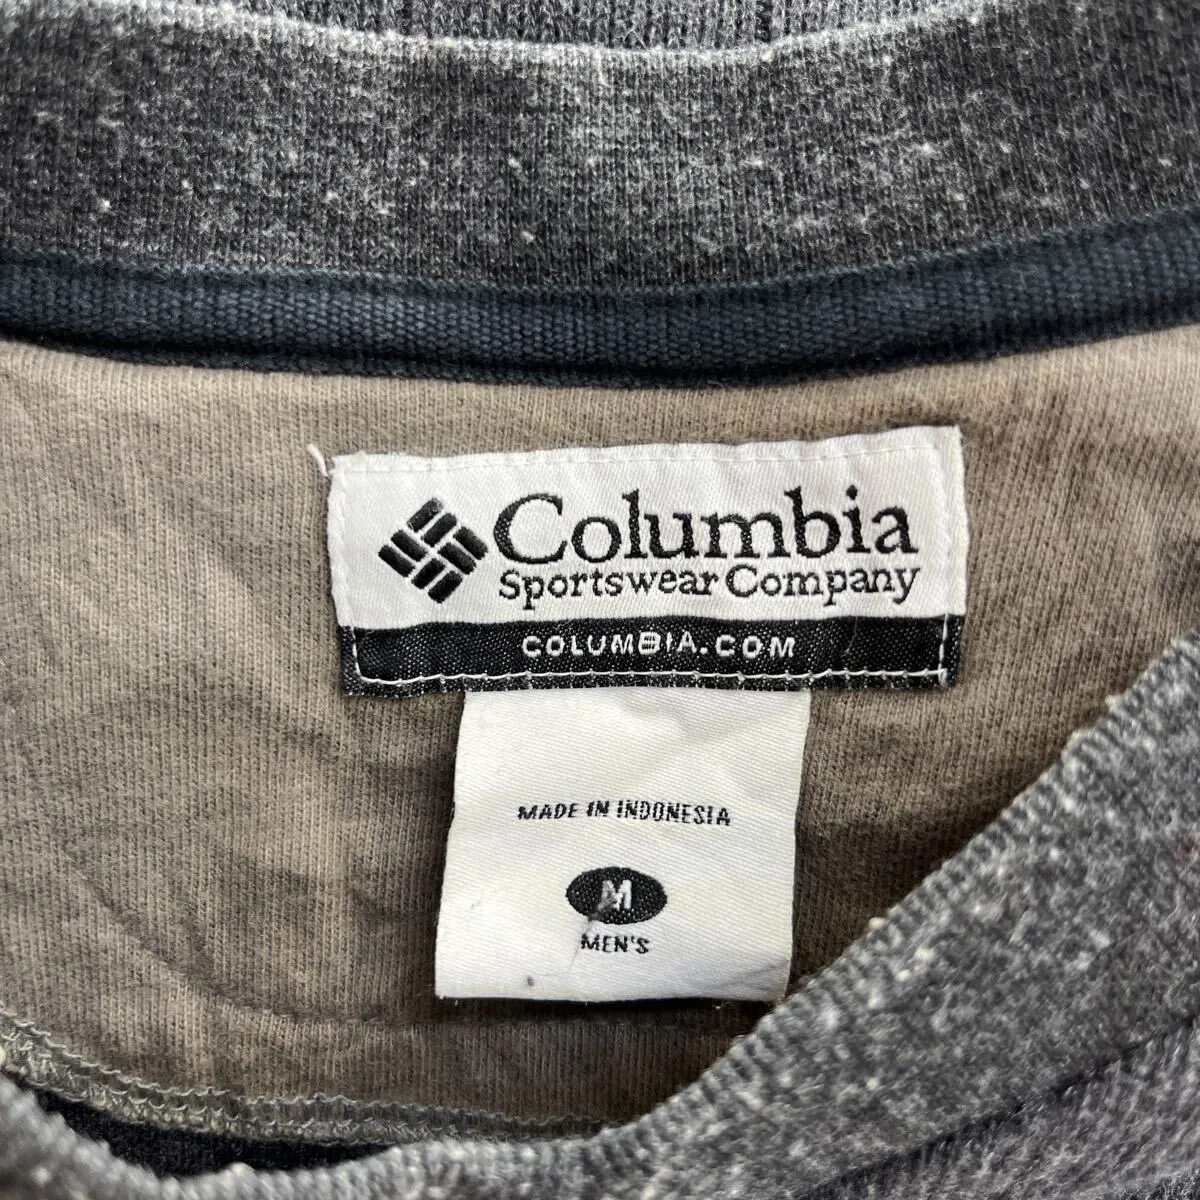 Columbia
Sportswear Company
COLUMBIA.COM
MADE IN INDONESIA
M
MEN'S